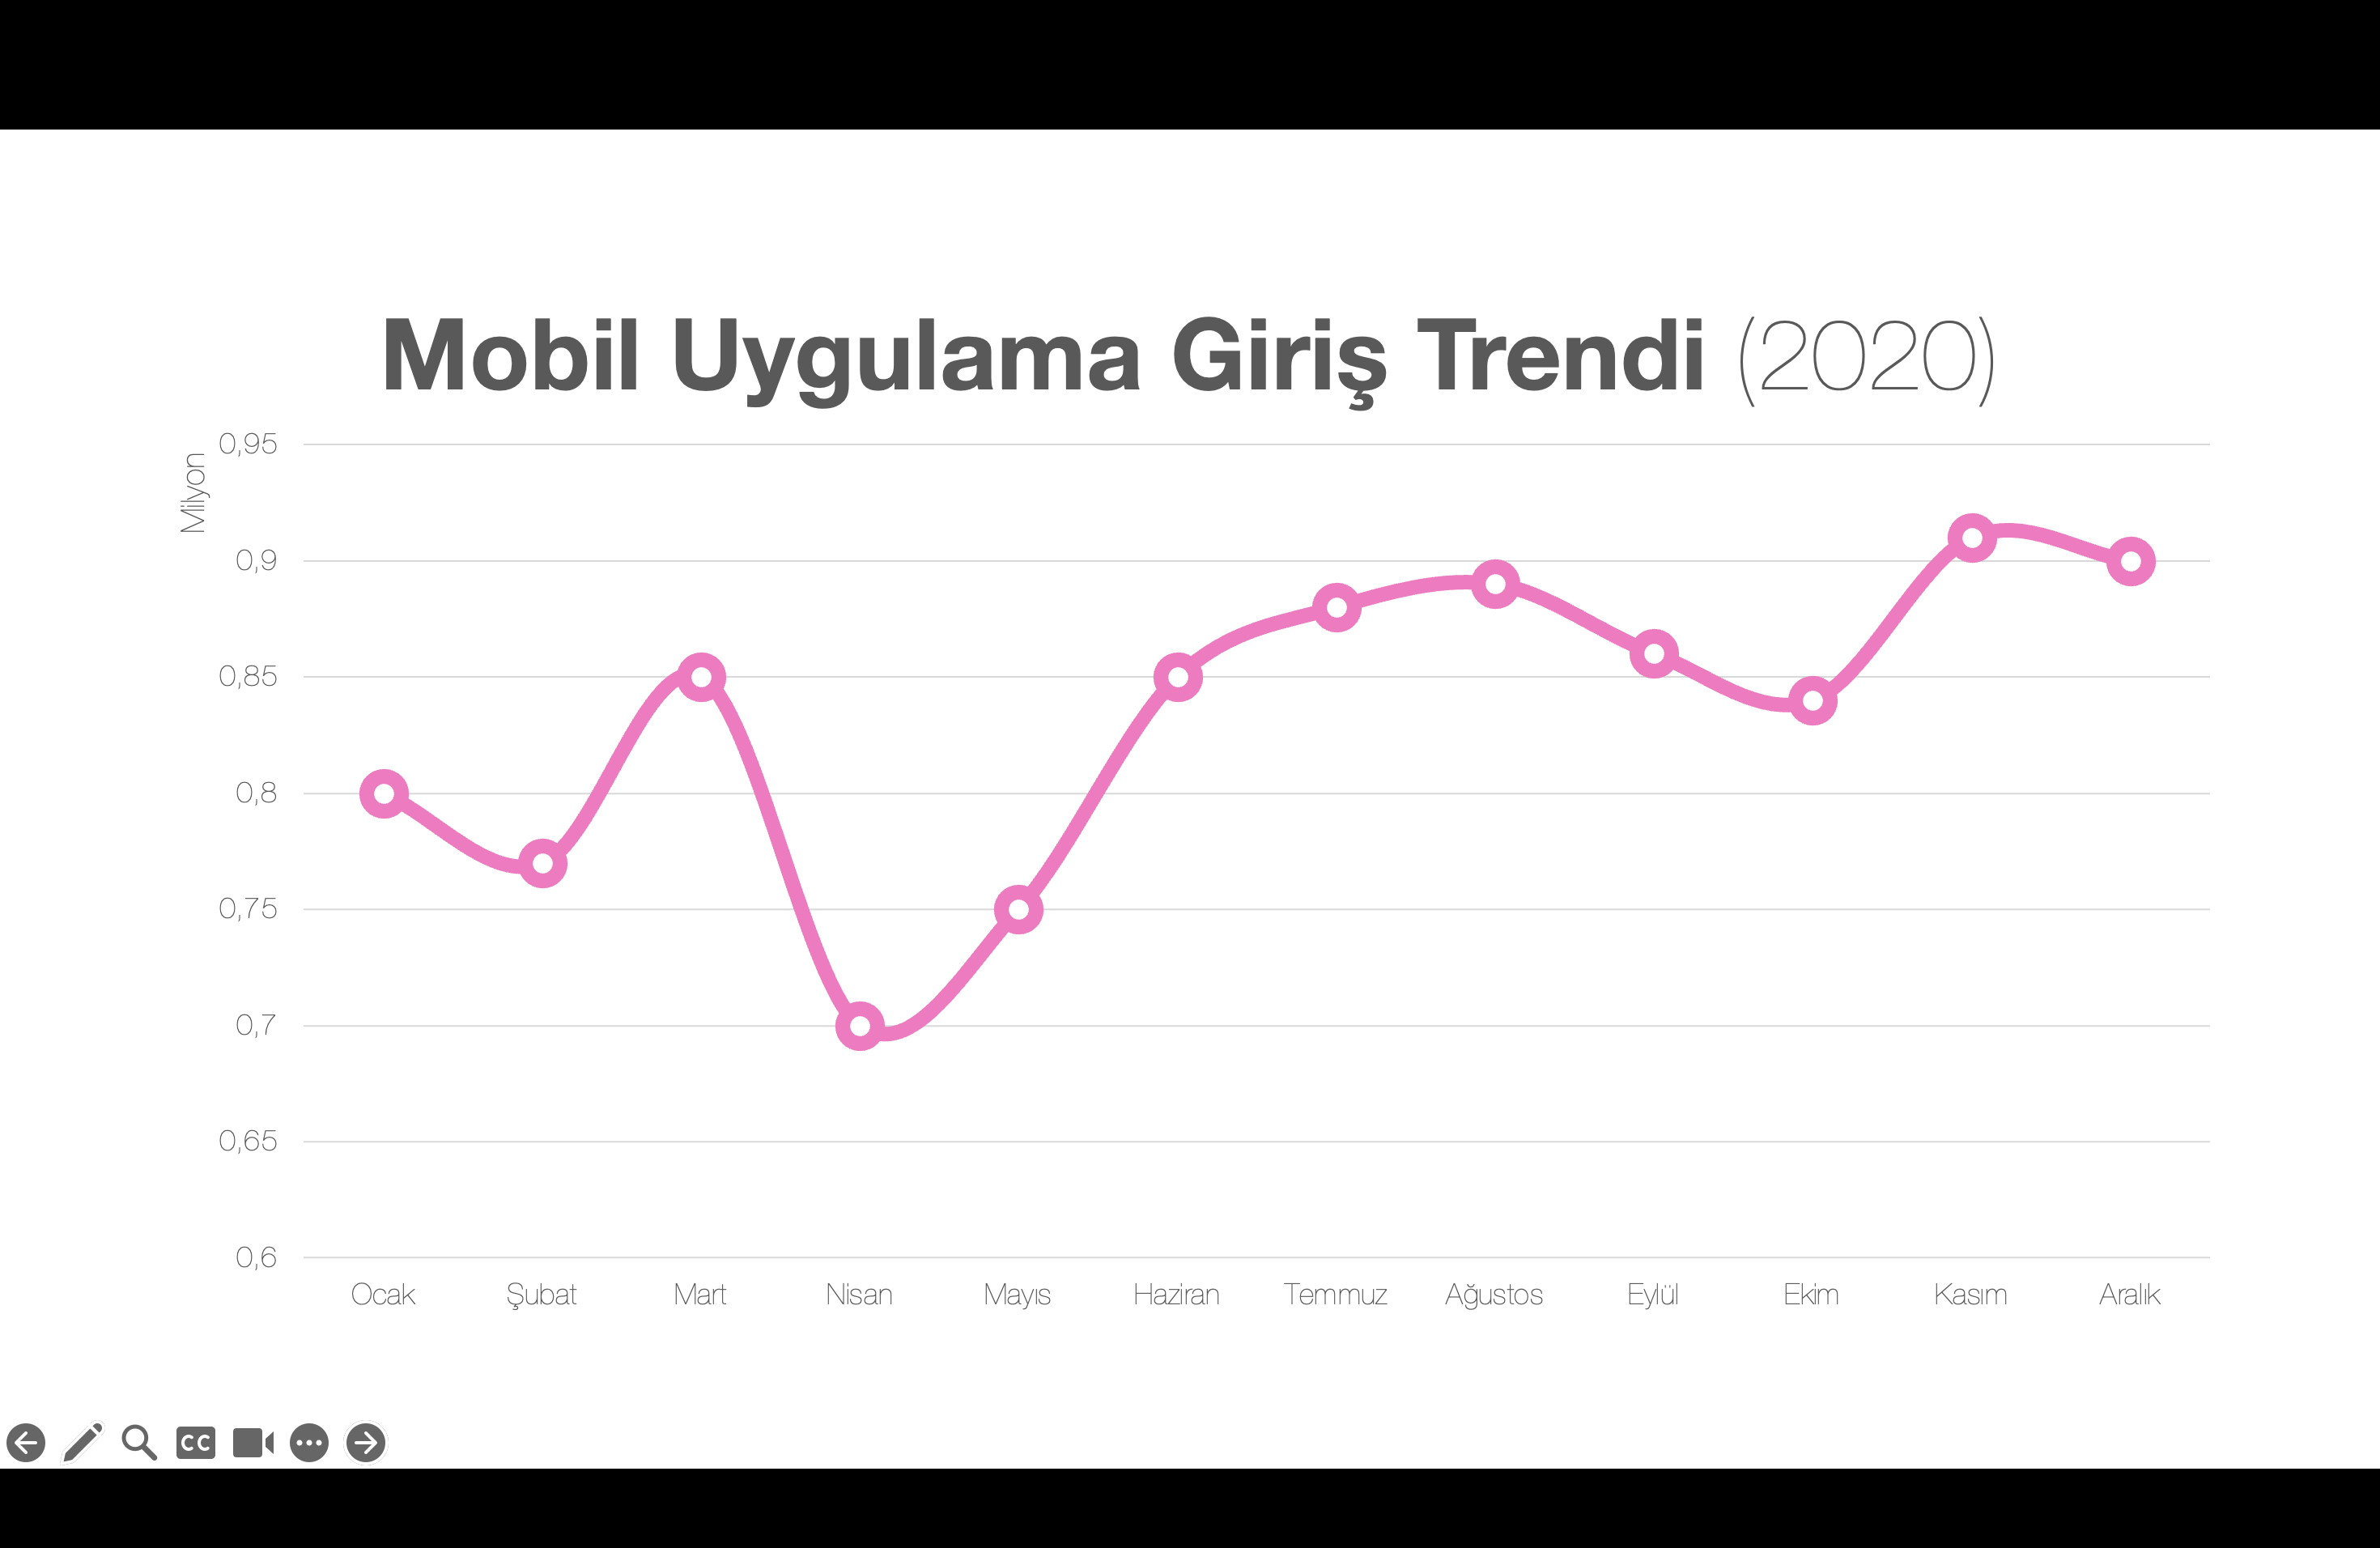 Mobil Uygulama Giriş Trendi (2020)
Milyon
0,95
0,9
0,85
0,8
0,75
0,7
0,65
0,6
Ocak Şubat Mart Nisan Mayıs Haziran Temmuz Ağustos Eylül Ekim Kasım Aralık
CC